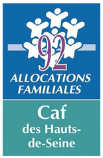 92
ALLOCATIONS
FAMILIALES
Caf
des Hauts-
de-Seine